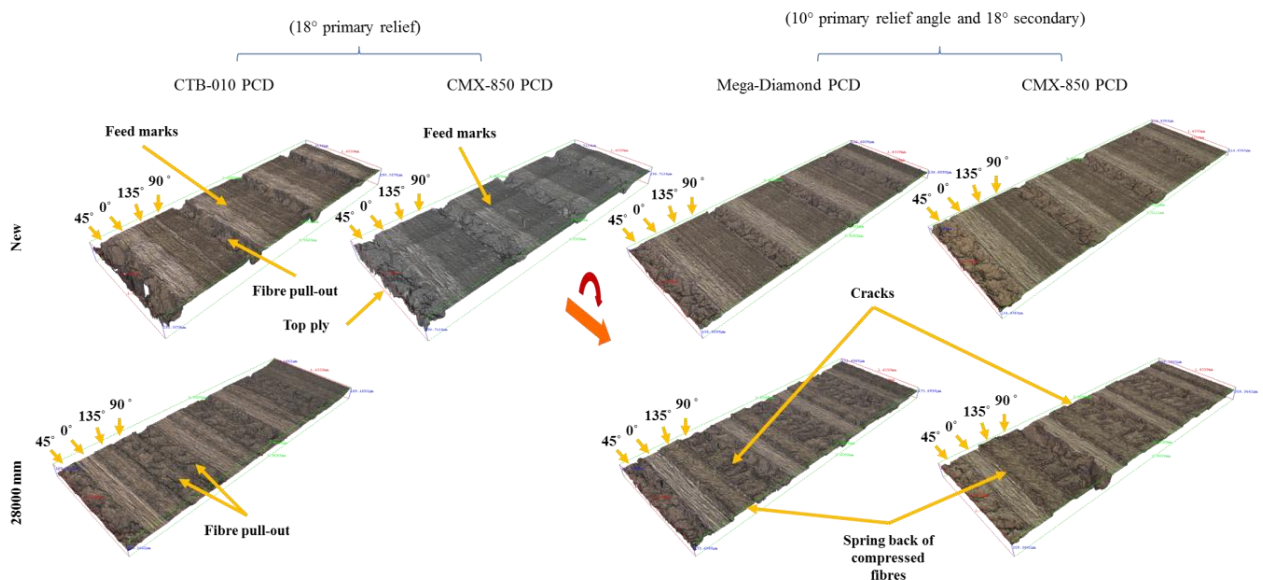 (18° primary relief)
(10° primary relief angle and 18° secondary)
CTB-010 PCD
CMX-850 PCD
Mega-Diamond PCD
CMX-850 PCD
New
Feed marks
Feed marks
45° 0° 135° 90°
45° 0° 135° 90°
45° 0° 135° 90°
45° 0° 135° 90°
Fibre pull-out
Top ply
Cracks
28000 mm
45° 0° 135° 90°
45° 0° 135° 90°
45° 0° 135° 90°
Fibre pull-out
Spring back of
compressed
fibres